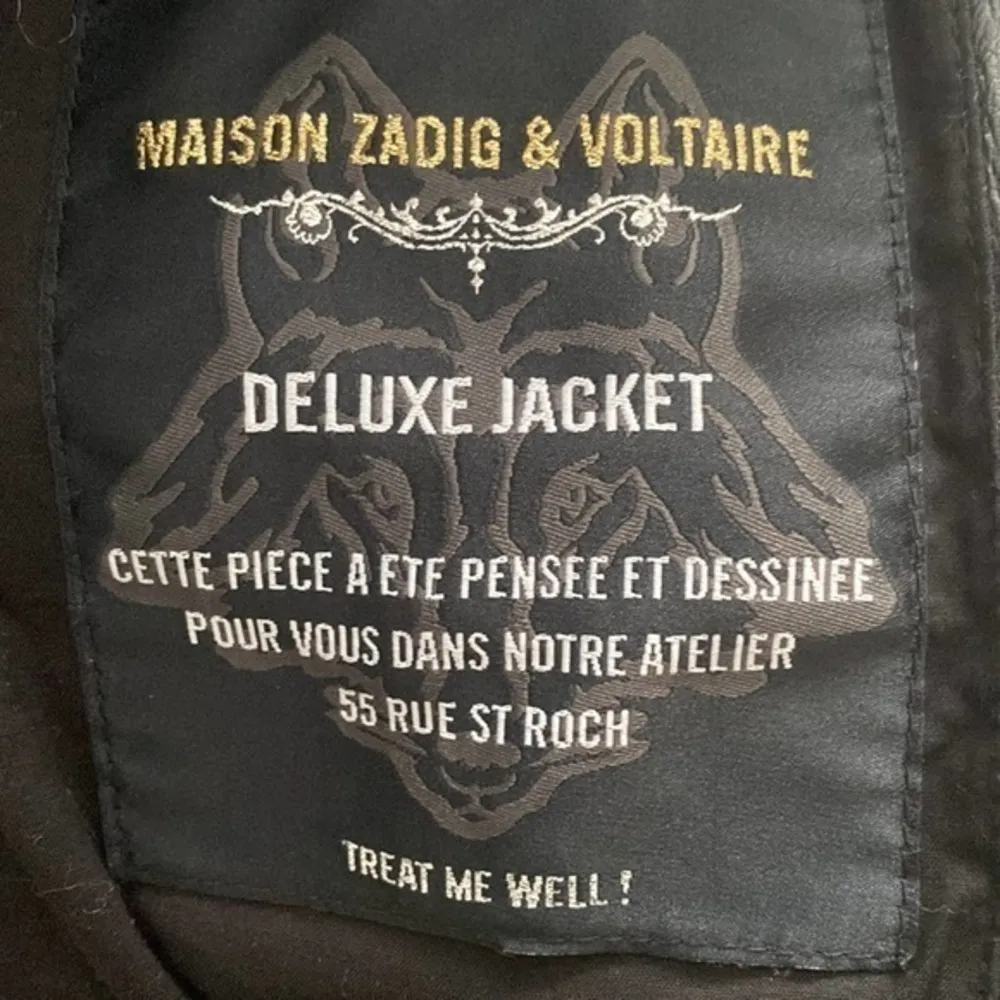 MAISON ZADIG & VOLTAIRE
DELUXE JACKET
CETTE PIECE A ETE PENSEE ET DESSINEE
POUR VOUS DANS NOTRE ATELIER
55 RUE ST ROCH
TREAT ME WELL !